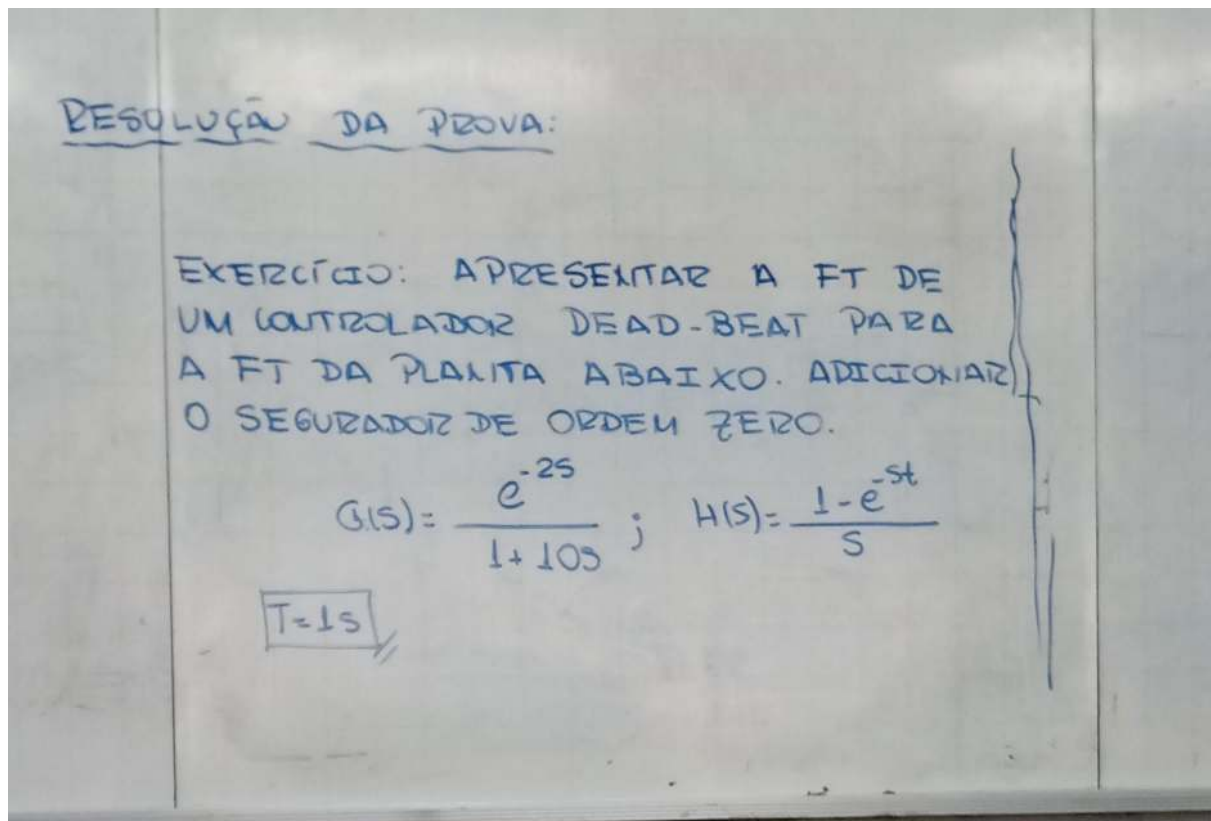 RESOLUÇÃO DA PROVA:
EXERCÍCIO: APRESENTAR A FT DE
UM CONTROLADOR DEAD-BEAT PARA
A FT DA PLANTA ABAIXO. ADICIONAR
O SEGURADOR DE ORDEM ZERO.
G(S) = e^-2S / (1 + 10S) ; H(S) = (1 - e^-St) / S
T = 1S